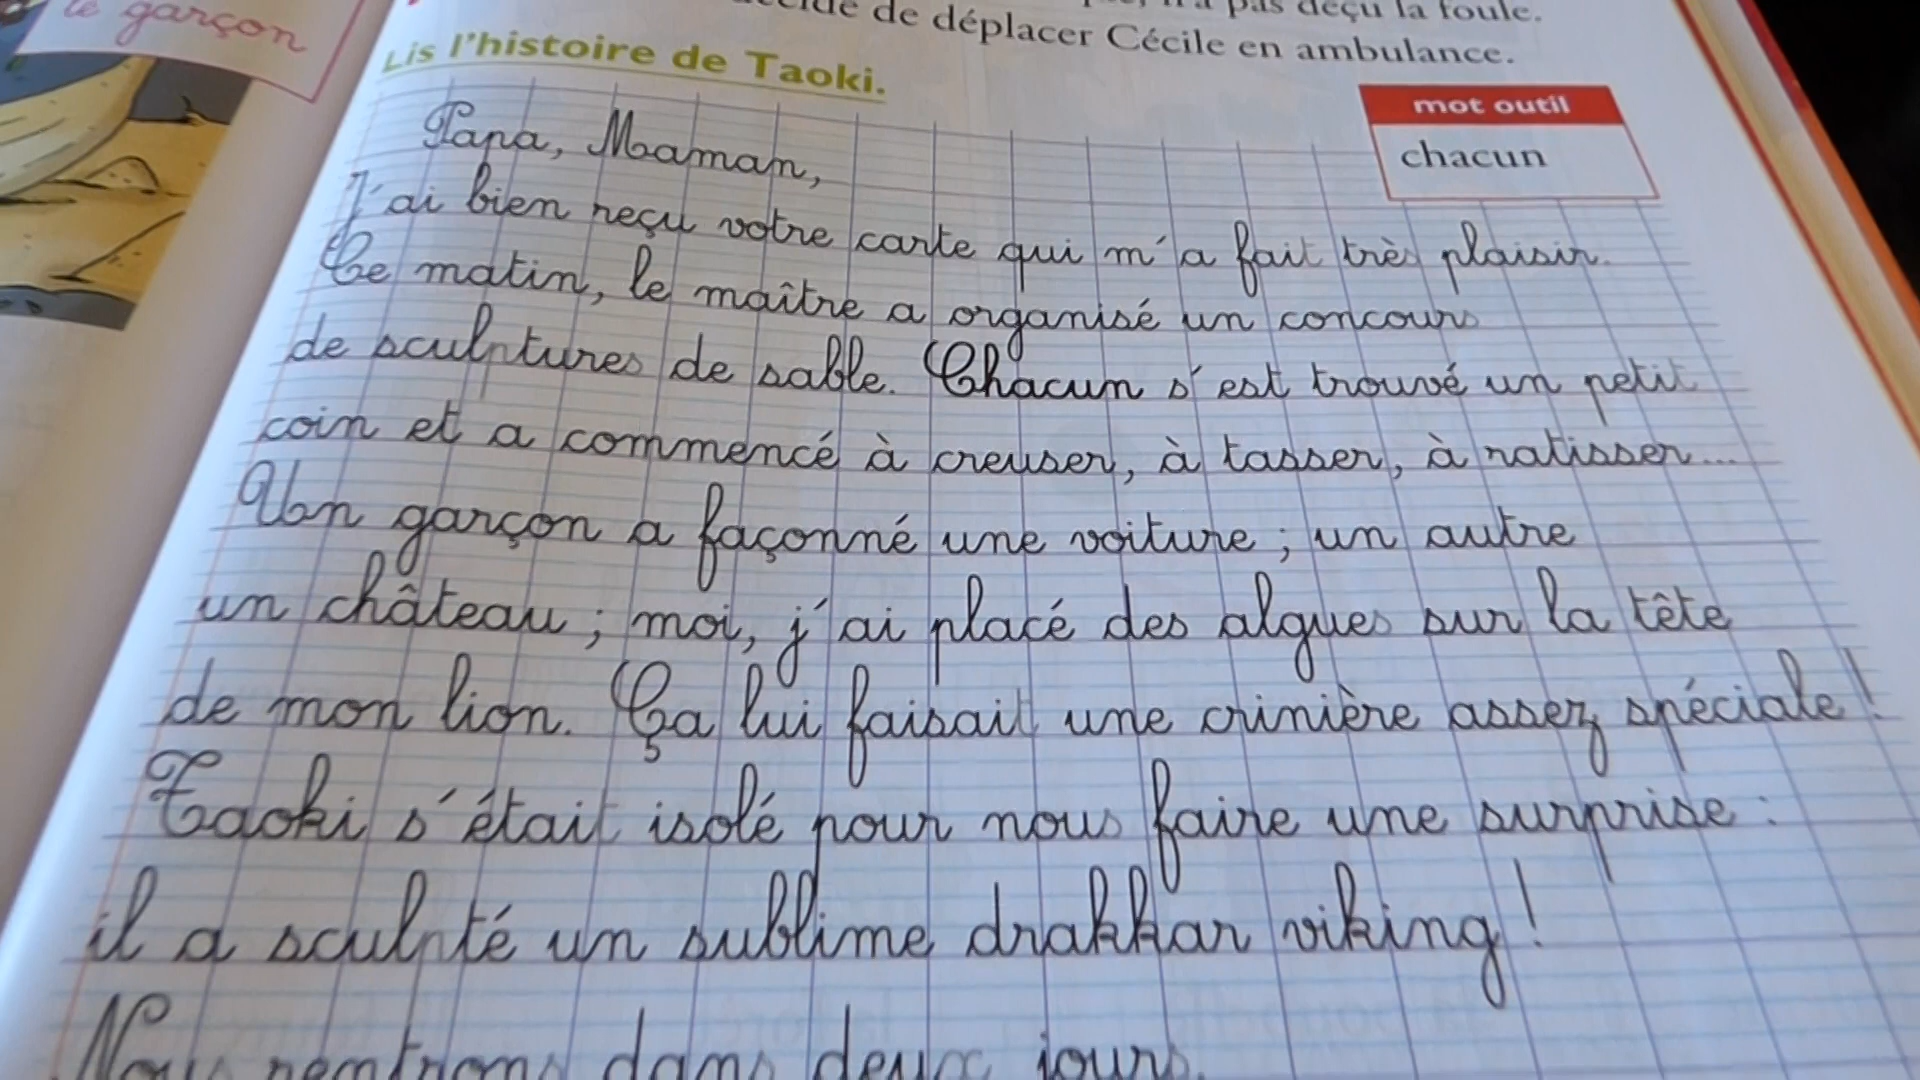 le garçon
pas déçu la foule.
de déplacer Cécile en ambulance.
Lis l'histoire de Taoki.
mot outil
chacun
Papa, Maman,
J'ai bien reçu votre carte qui m'a fait très plaisir.
Ce matin, le maître a organisé un concours
de sculptures de sable. Chacun s'est trouvé un petit
coin et a commencé à creuser, à tasser, à ratisser...
Un garçon a façonné une voiture ; un autre
un château ; moi, j'ai placé des algues sur la tête
de mon lion. Ça lui faisait une crinière assez spéciale !
Taoki s'était isolé pour nous faire une surprise :
il a sculpté un sublime drakkar viking !
Nous rentrons dans deux jours.